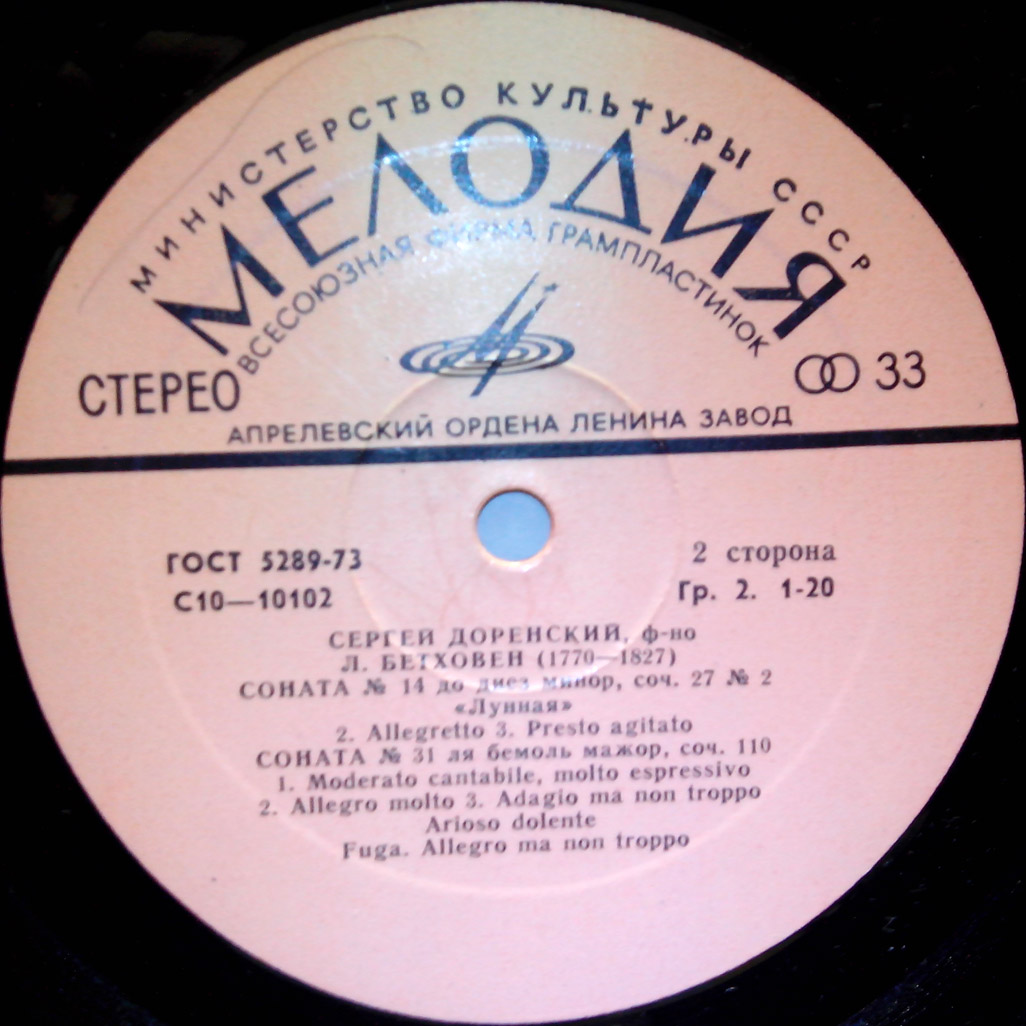 МИНИСТЕРСТВО КУЛЬТУРЫ СССР
МЕЛОДИЯ
ВСЕСОЮЗНАЯ ФИРМА ГРАМПЛАСТИНОК
СТЕРЕО
33
АПРЕЛЕВСКИЙ ОРДЕНА ЛЕНИНА ЗАВОД
ГОСТ 5289-73
2 сторона
С10—10102
Гр. 2. 1-20
СЕРГЕЙ ДОРЕНСКИЙ, ф-но
Л. БЕТХОВЕН (1770—1827)
СОНАТА № 14 до диез минор, соч. 27 № 2
«Лунная»
2. Allegretto 3. Presto agitato
СОНАТА № 31 ля бемоль мажор, соч. 110
1. Moderato cantabile, molto espressivo
2. Allegro molto 3. Adagio ma non troppo
Arioso dolente
Fuga. Allegro ma non troppo